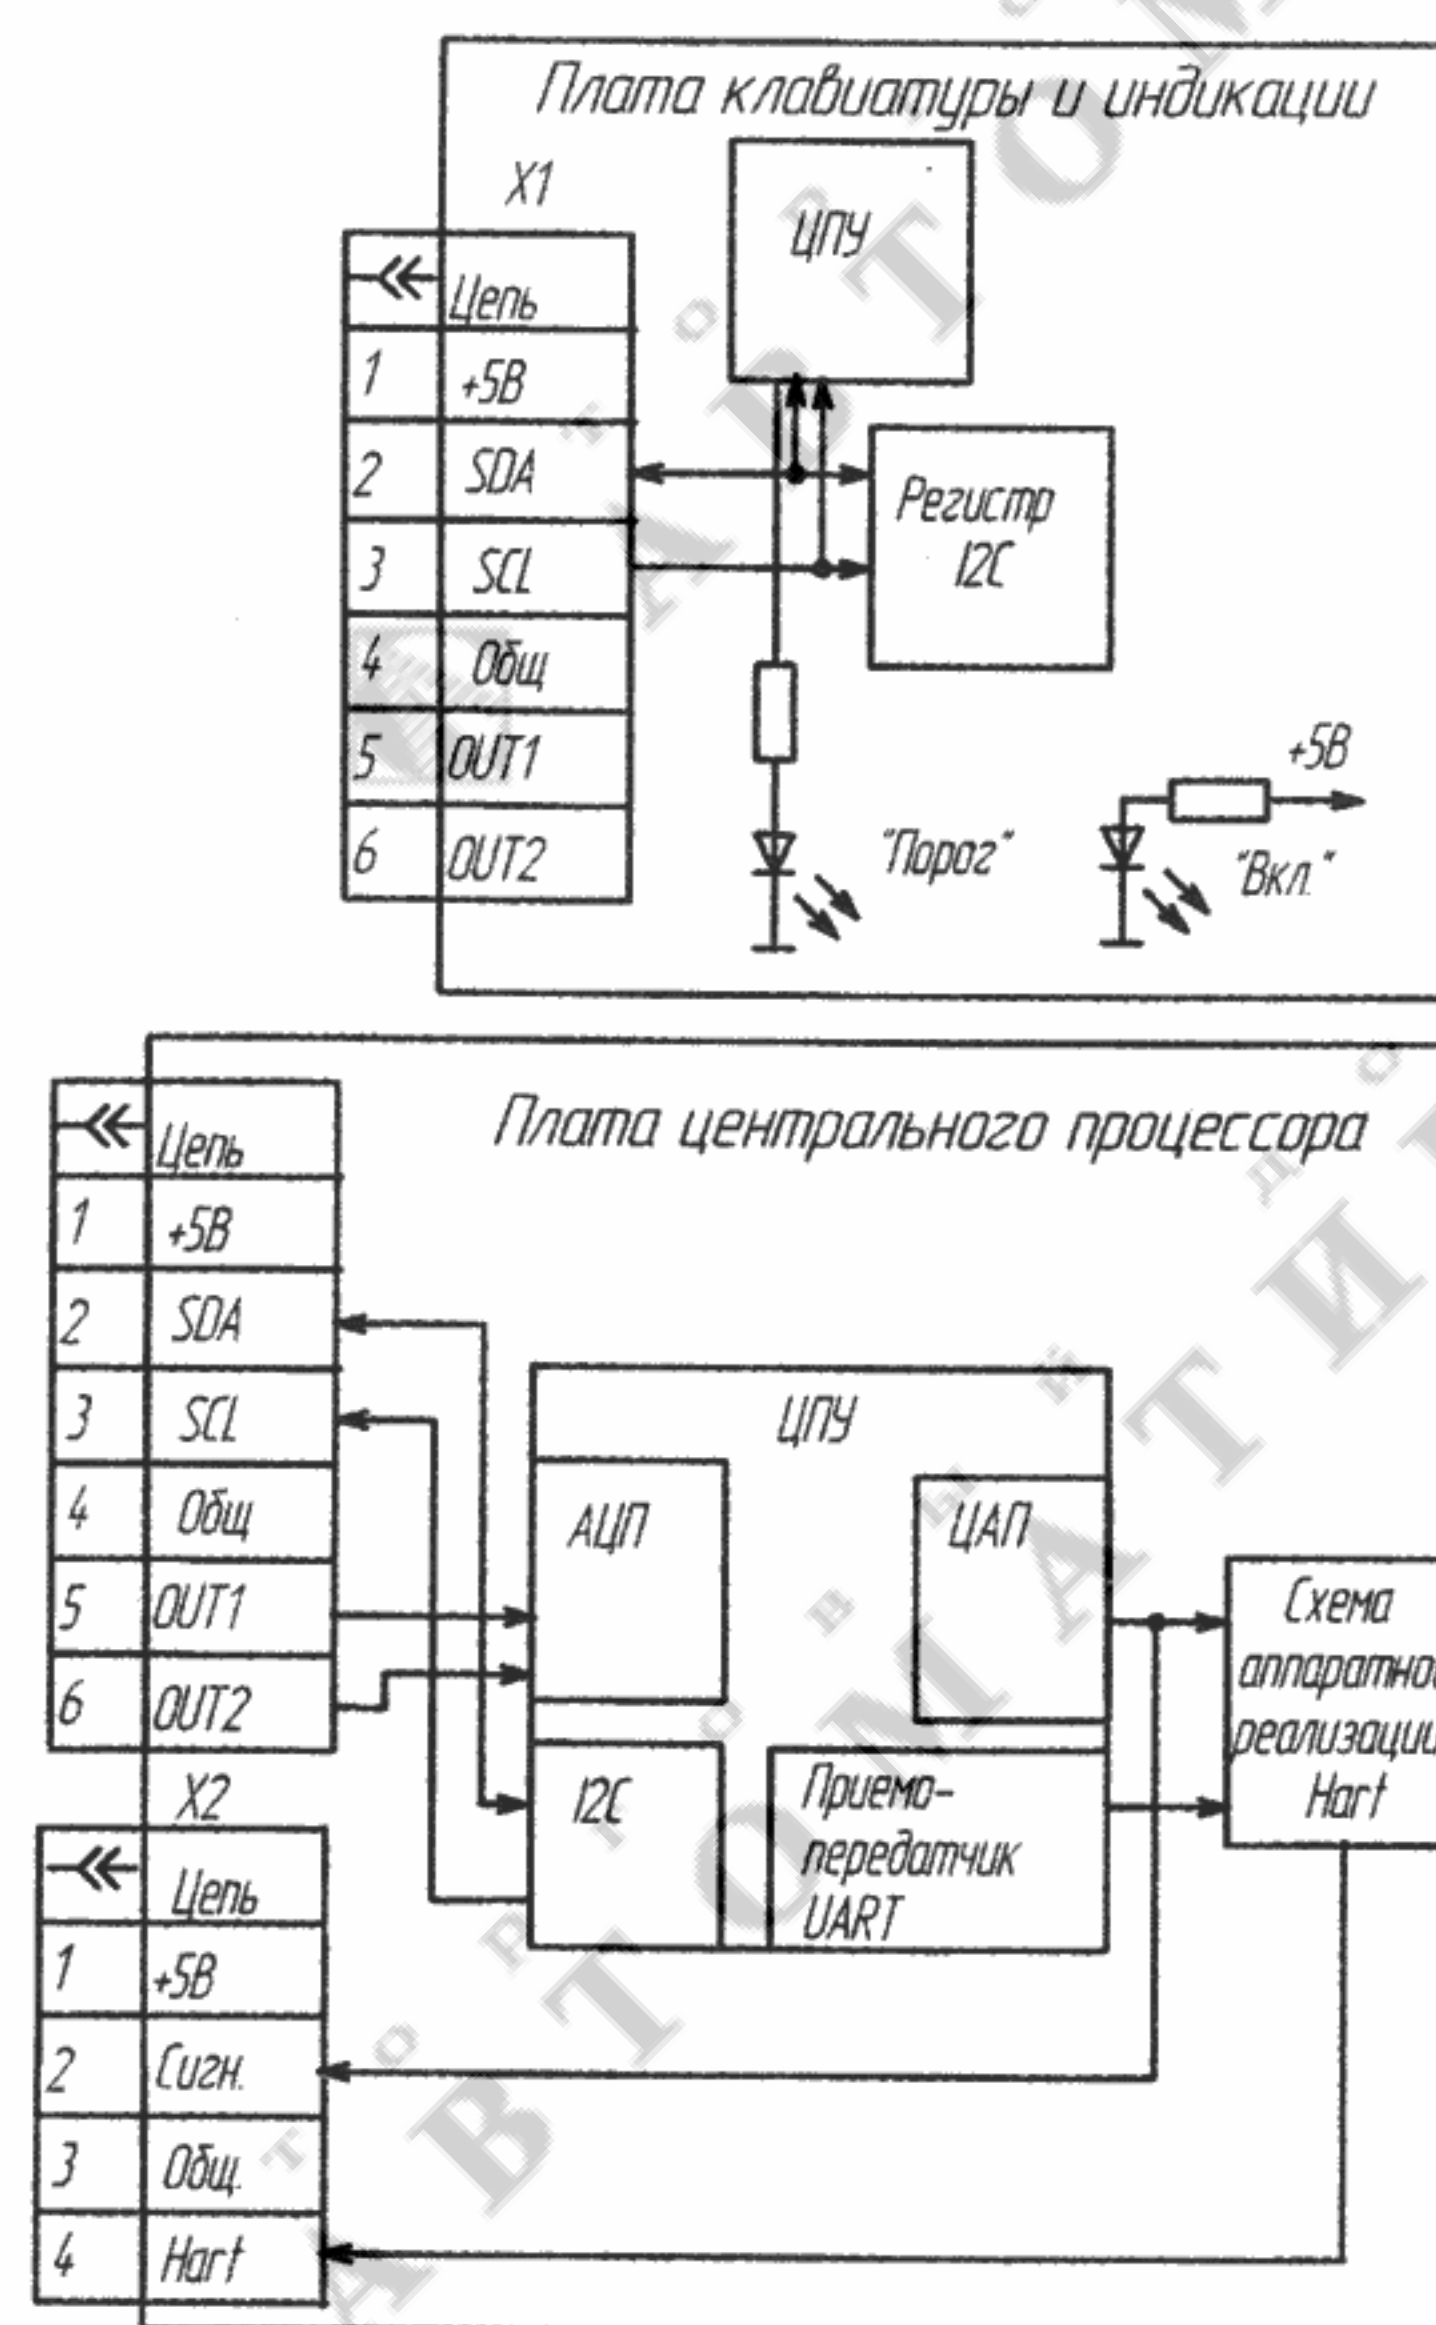 Плата клавиатуры и индикации
X1
ЦПУ
Цепь
1 +5В
2 SDA
3 SCL
4 Общ
5 OUT1
6 OUT2
Регистр
I2C
+5В
"Порог"
"Вкл."
Плата центрального процессора
Цепь
1 +5В
2 SDA
3 SCL
4 Общ
5 OUT1
6 OUT2
ЦПУ
АЦП
ЦАП
I2C
Приемо-
передатчик
UART
Схема
аппаратно
реализации
Hart
X2
Цепь
1 +5В
2 Сигн.
3 Общ.
4 Hart